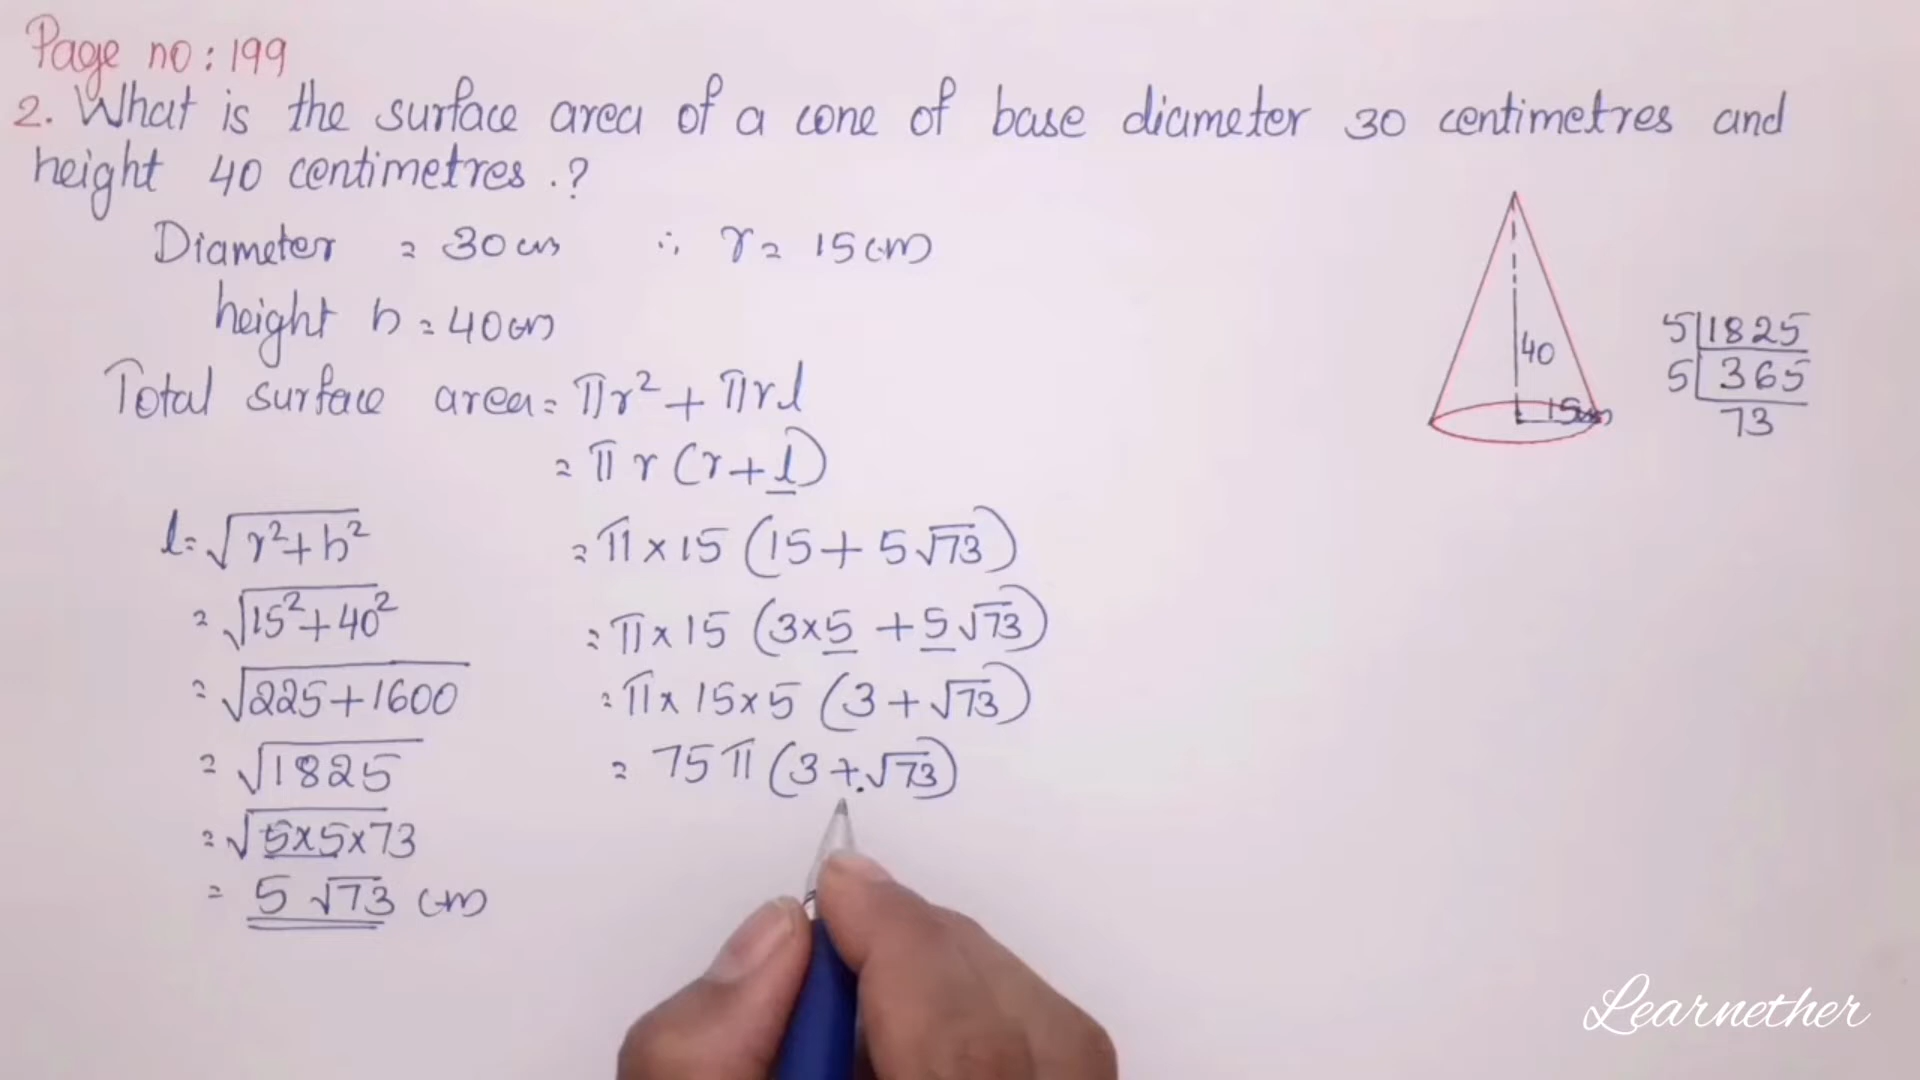 Page no: 199
2. What is the surface area of a cone of base diameter 30 centimetres and
height 40 centimetres.?
Diameter = 30 cm ∴ r = 15 cm
height h = 40 cm
Total surface area = πr² + πrl
= πr (r + l)
l = √(r² + h²)
= √(15² + 40²)
= √(225 + 1600)
= √1825
= √(5×5×73)
= 5√73 cm
= π × 15 (15 + 5√73)
= π × 15 (3×5 + 5√73)
= π × 15 × 5 (3 + √73)
= 75π (3 + √73)
40
15cm
5|1825
5|365
73
Learnether